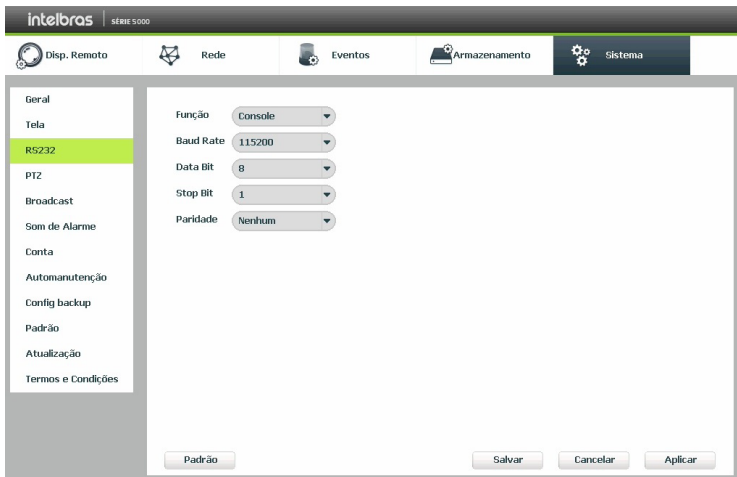 intelbras SÉRIE 5000
Disp. Remoto Rede Eventos Armazenamento Sistema
Geral
Tela
RS232
PTZ
Broadcast
Som de Alarme
Conta
Automanutenção
Config backup
Padrão
Atualização
Termos e Condições
Função Console
Baud Rate 115200
Data Bit 8
Stop Bit 1
Paridade Nenhum
Padrão Salvar Cancelar Aplicar